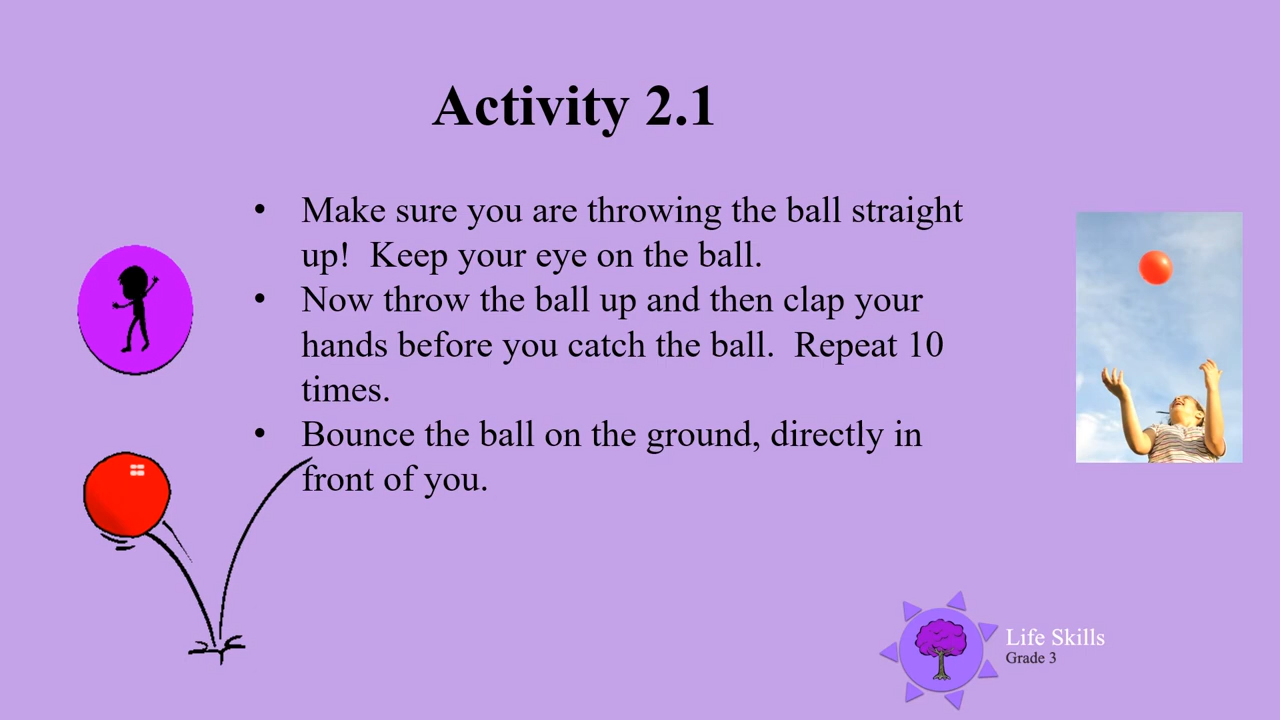 Activity 2.1
• Make sure you are throwing the ball straight
up!  Keep your eye on the ball.
• Now throw the ball up and then clap your
hands before you catch the ball.  Repeat 10
times.
• Bounce the ball on the ground, directly in
front of you.
Life Skills
Grade 3